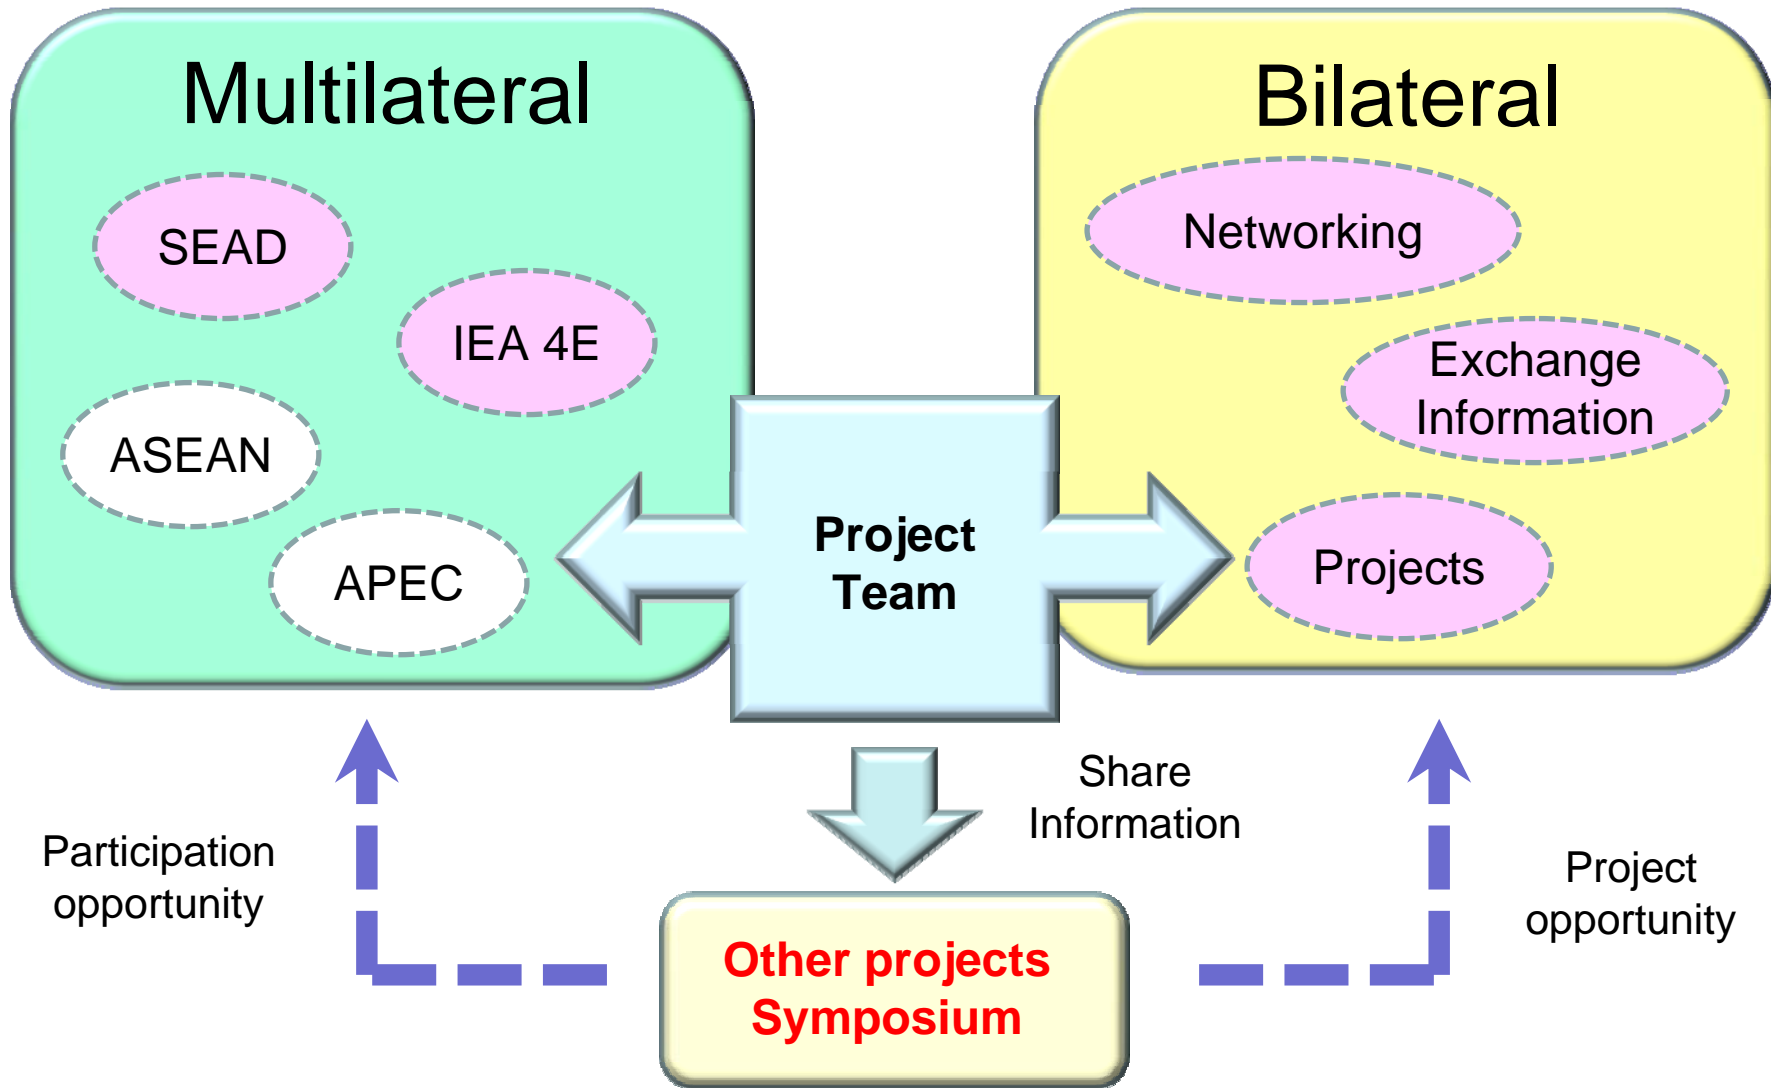 Multilateral
SEAD
IEA 4E
ASEAN
APEC
Bilateral
Networking
Exchange
Information
Projects
Project
Team
Share
Information
Participation
opportunity
Project
opportunity
Other projects
Symposium